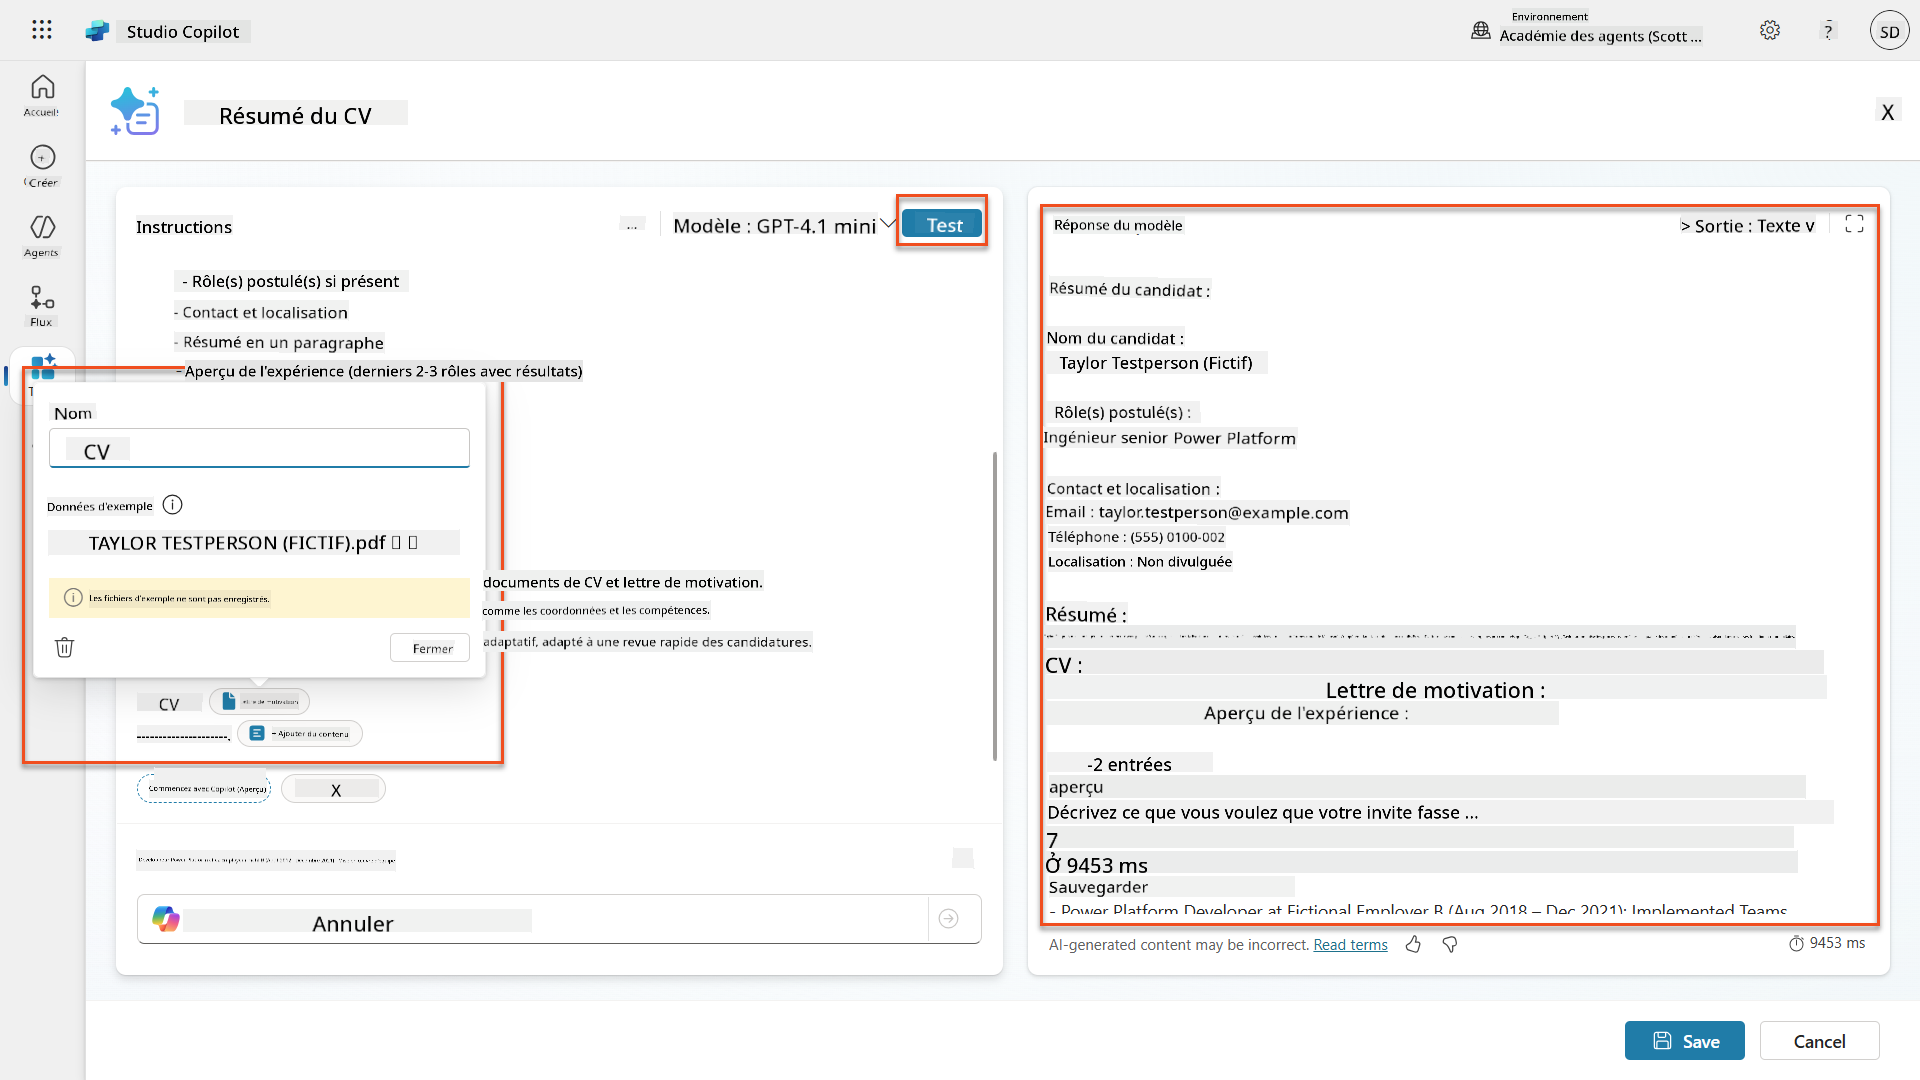 Studio Copilot
Environnement
Académie des agents (Scott ...
?
SD
Accueil
Créer
Agents
Flux
Résumé du CV
X
Instructions
...
Modèle : GPT-4.1 mini
Test
- Rôle(s) postulé(s) si présent
- Contact et localisation
- Résumé en un paragraphe
- Aperçu de l'expérience (derniers 2-3 rôles avec résultats)
Nom
CV
Données d'exemple
TAYLOR TESTPERSON (FICTIF).pdf
Les fichiers d'exemple ne sont pas enregistrés.
Fermer
documents de CV et lettre de motivation.
comme les coordonnées et les compétences.
adaptatif, adapté à une revue rapide des candidatures.
CV
Lettre de motivation
---------------------.
+ Ajouter du contenu
Commencez avec Copilot (Aperçu)
X
Annuler
Réponse du modèle
> Sortie : Texte v
Résumé du candidat :
Nom du candidat :
Taylor Testperson (Fictif)
Rôle(s) postulé(s) :
Ingénieur senior Power Platform
Contact et localisation :
Email : taylor.testperson@example.com
Téléphone : (555) 0100-002
Localisation : Non divulguée
Résumé :
CV :
Lettre de motivation :
Aperçu de l'expérience :
-2 entrées
aperçu
Décrivez ce que vous voulez que votre invite fasse ...
7
Ở 9453 ms
Sauvegarder
- Power Platform Developer at Fictional Employer B (Aug 2018 – Dec 2021): Implemented Teams
AI-generated content may be incorrect. Read terms
9453 ms
Save
Cancel